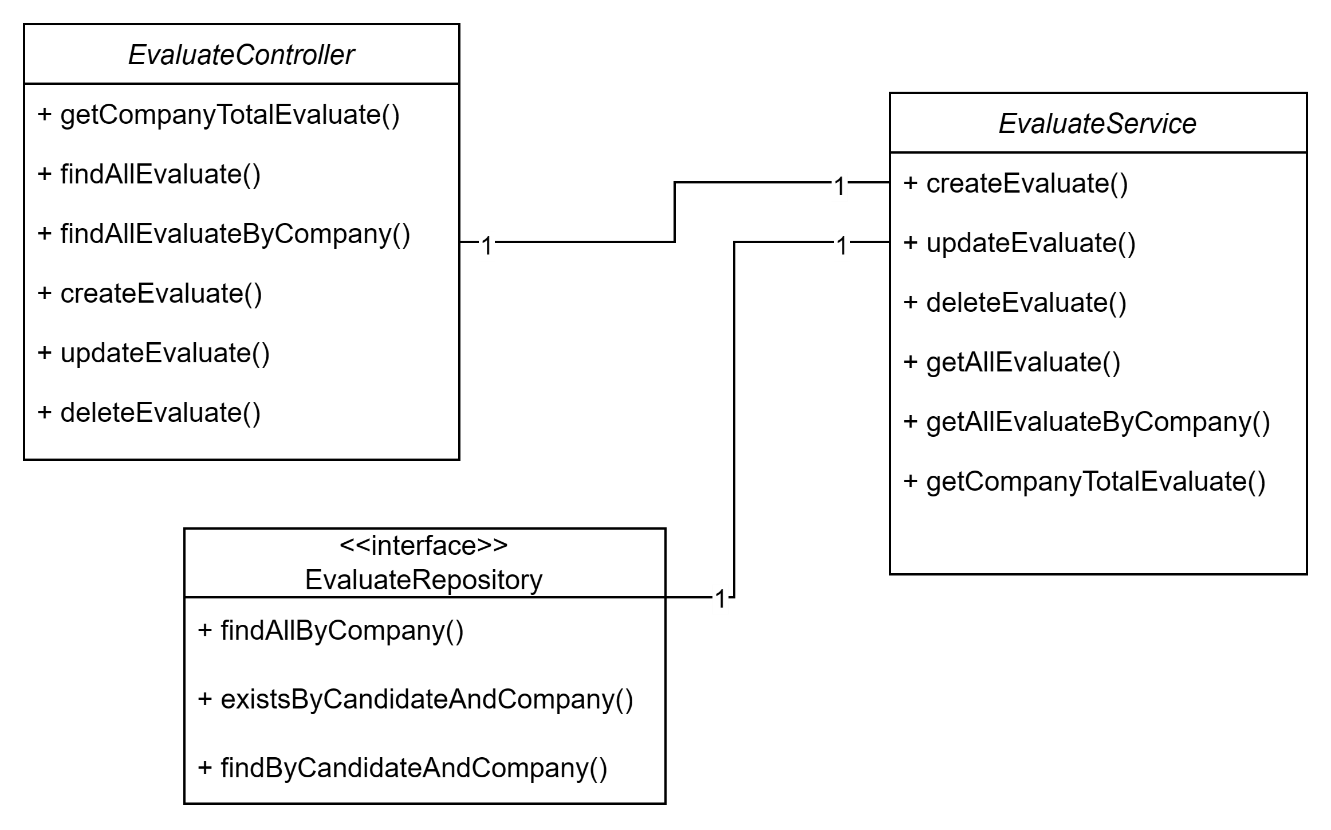 EvaluateController
+ getCompanyTotalEvaluate()
+ findAllEvaluate()
+ findAllEvaluateByCompany()
+ createEvaluate()
+ updateEvaluate()
+ deleteEvaluate()
1
1
EvaluateService
+ createEvaluate()
+ updateEvaluate()
+ deleteEvaluate()
+ getAllEvaluate()
+ getAllEvaluateByCompany()
+ getCompanyTotalEvaluate()
1
1
<<interface>>
EvaluateRepository
+ findAllByCompany()
+ existsByCandidateAndCompany()
+ findByCandidateAndCompany()